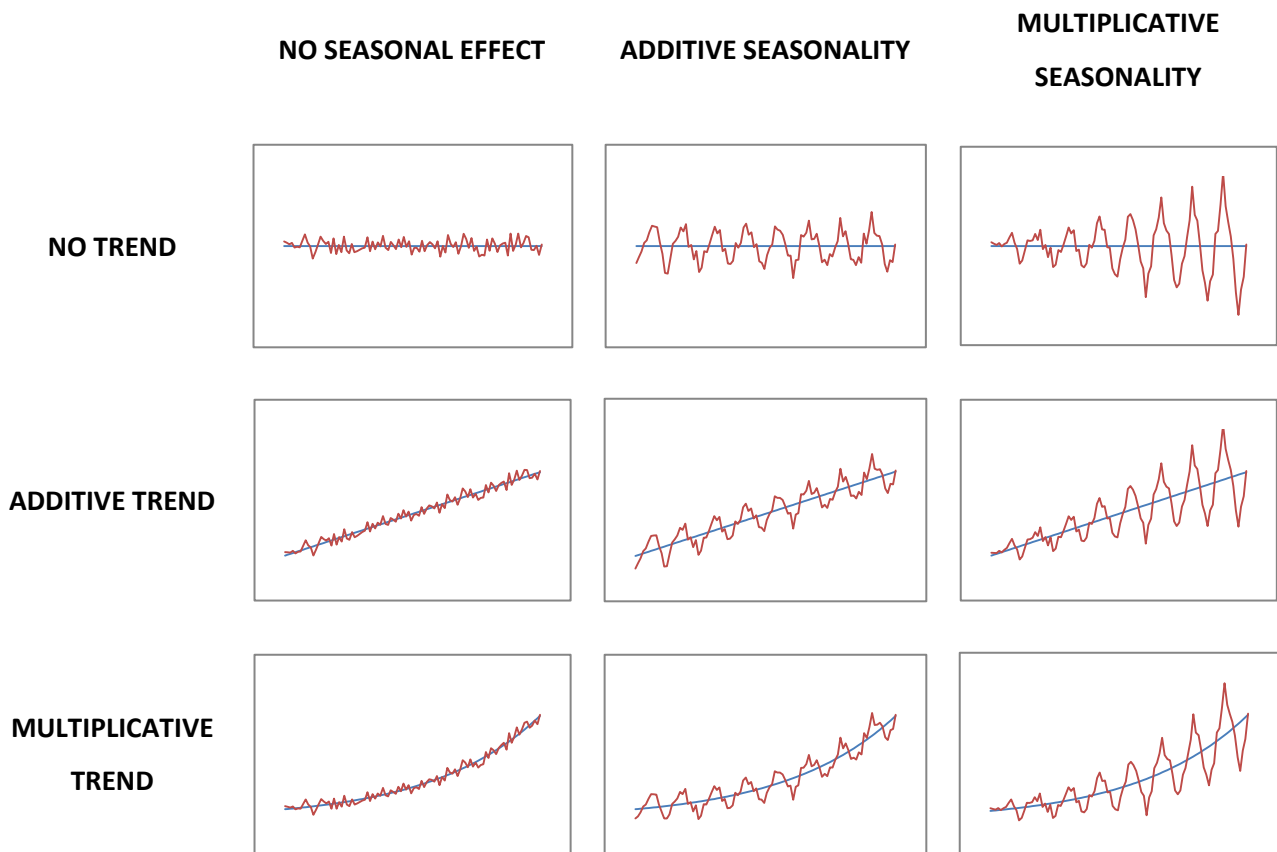 NO SEASONAL EFFECT
ADDITIVE SEASONALITY
MULTIPLICATIVE
SEASONALITY
NO TREND
ADDITIVE TREND
MULTIPLICATIVE
TREND